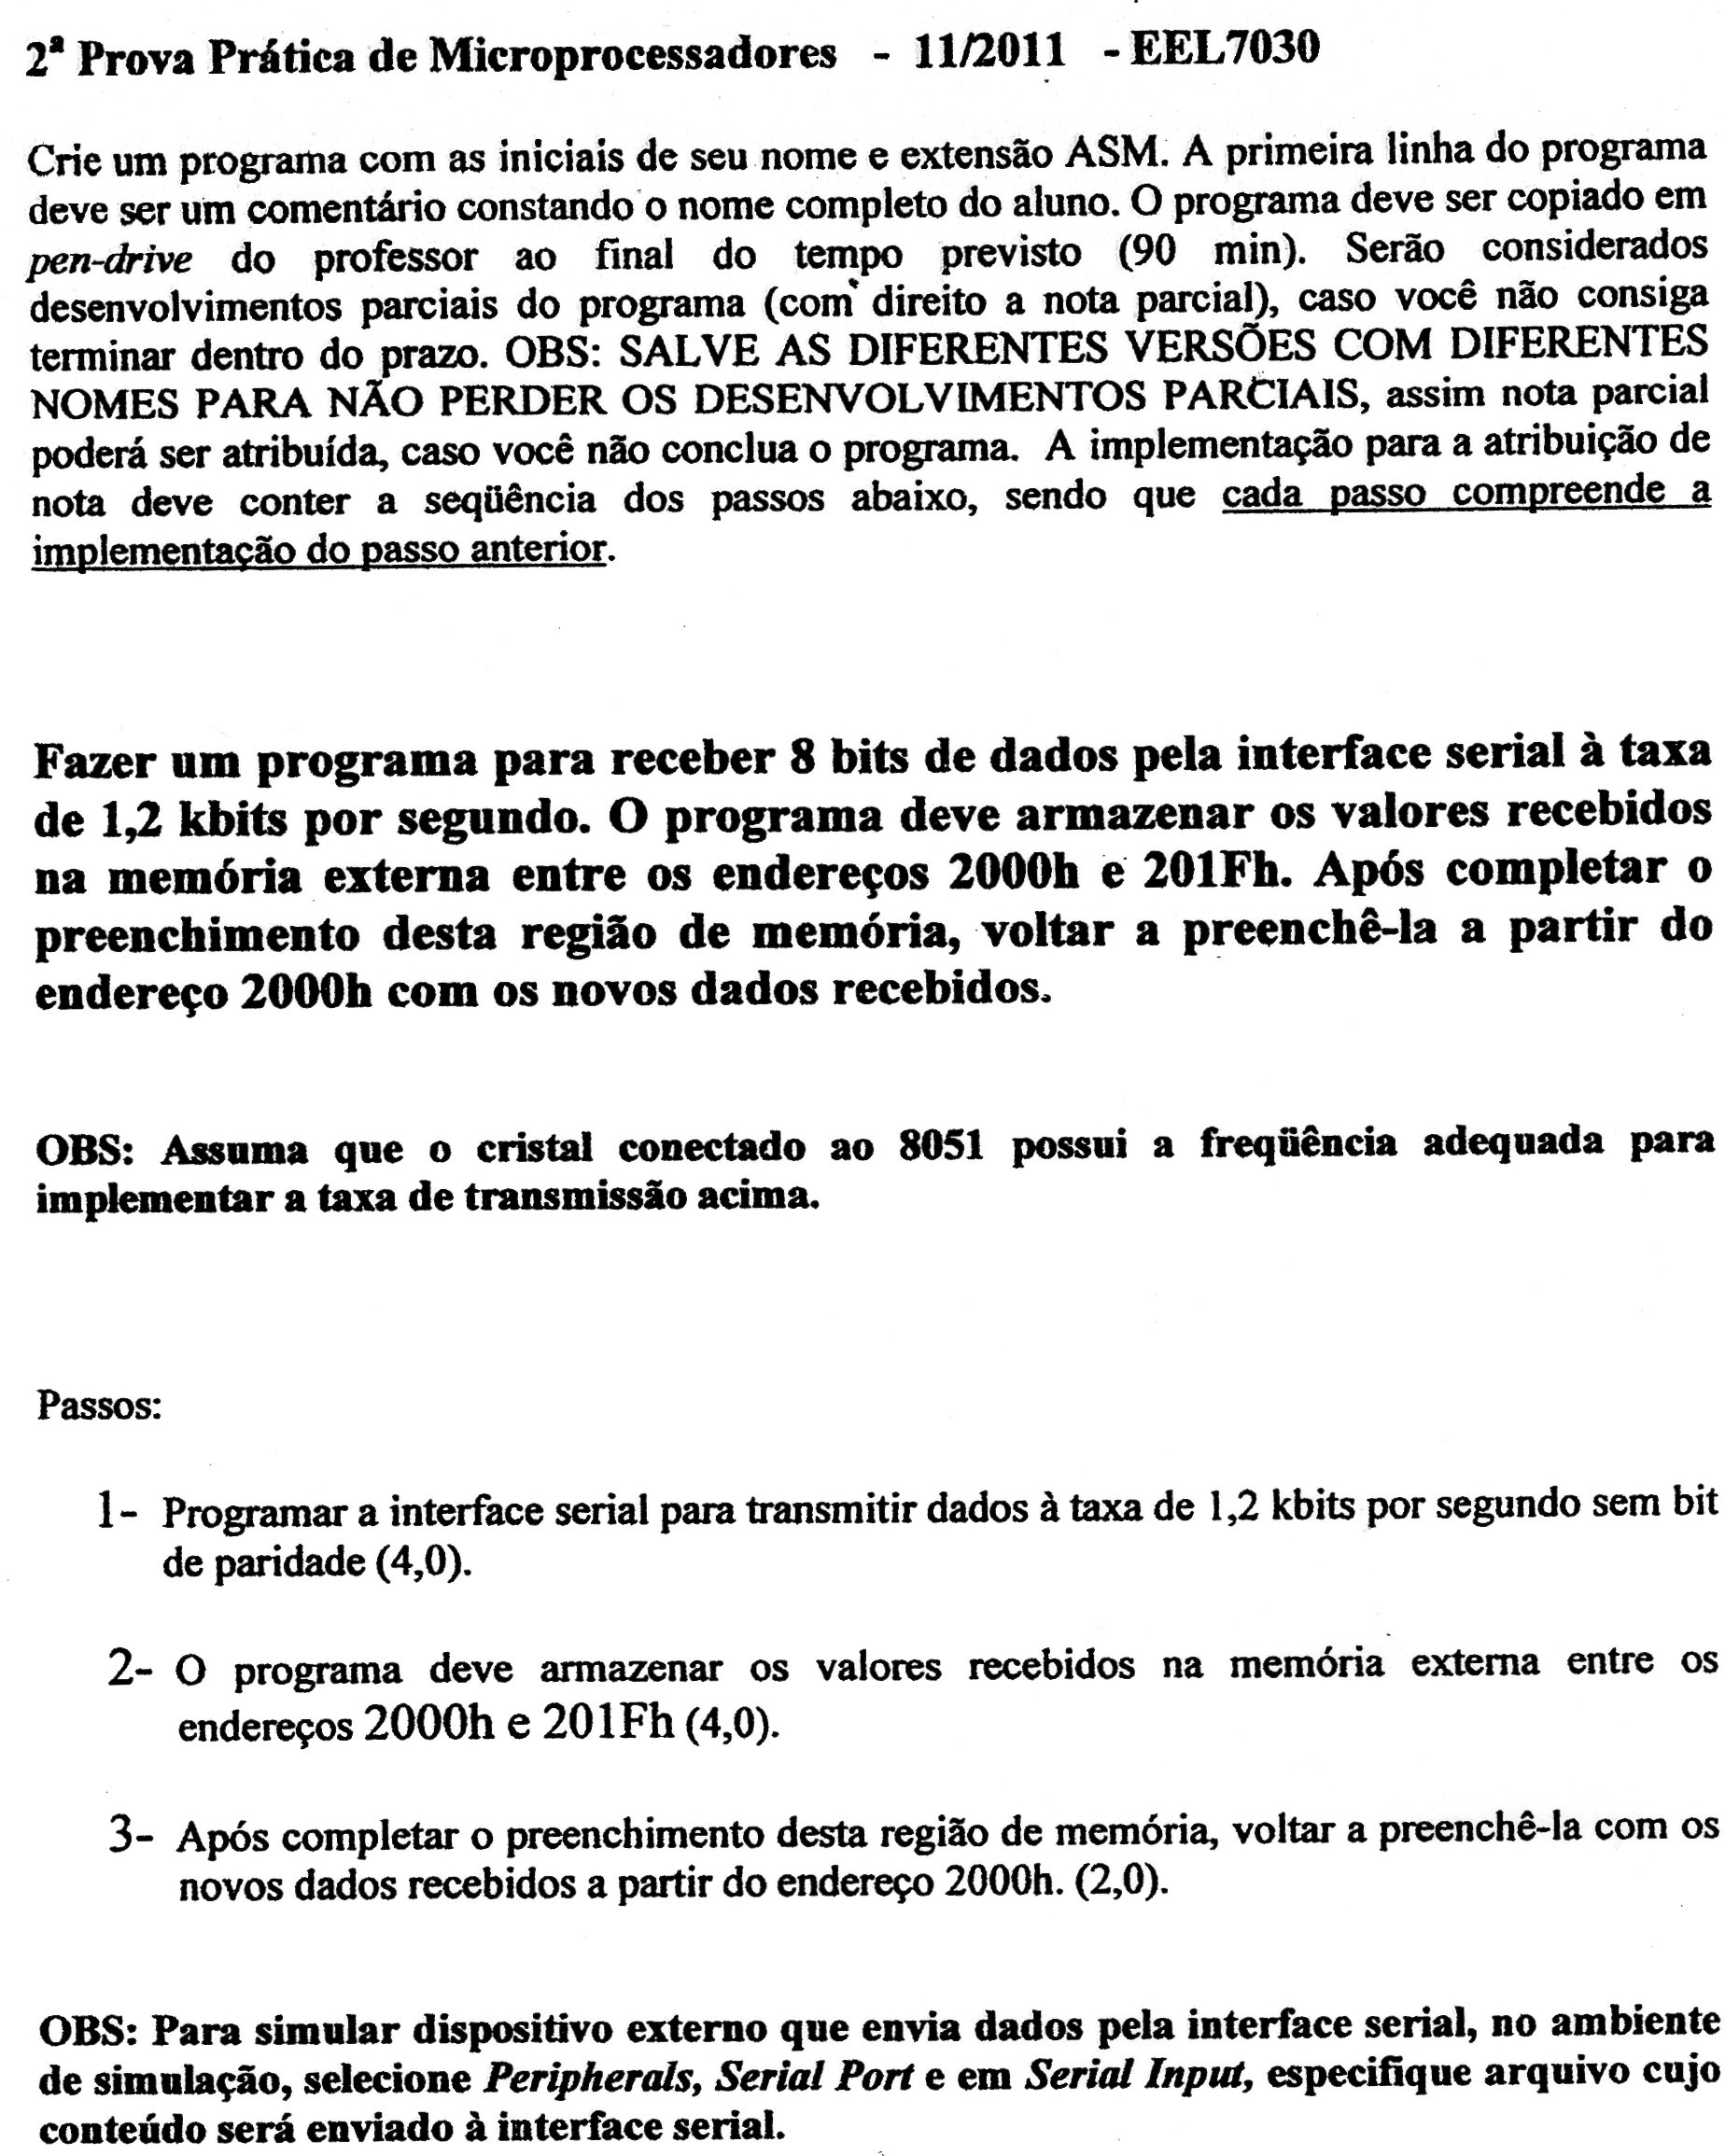 2ª Prova Prática de Microprocessadores - 11/2011 - EEL7030
Crie um programa com as iniciais de seu nome e extensão ASM. A primeira linha do programa
deve ser um comentário constando o nome completo do aluno. O programa deve ser copiado em
pen-drive do professor ao final do tempo previsto (90 min). Serão considerados
desenvolvimentos parciais do programa (com direito a nota parcial), caso você não consiga
terminar dentro do prazo. OBS: SALVE AS DIFERENTES VERSÕES COM DIFERENTES
NOMES PARA NÃO PERDER OS DESENVOLVIMENTOS PARCIAIS, assim nota parcial
poderá ser atribuída, caso você não conclua o programa. A implementação para a atribuição de
nota deve conter a seqüência dos passos abaixo, sendo que cada passo compreende a
implementação do passo anterior.
Fazer um programa para receber 8 bits de dados pela interface serial à taxa
de 1,2 kbits por segundo. O programa deve armazenar os valores recebidos
na memória externa entre os endereços 2000h e 201Fh. Após completar o
preenchimento desta região de memória, voltar a preenchê-la a partir do
endereço 2000h com os novos dados recebidos.
OBS: Assuma que o cristal conectado ao 8051 possui a freqüência adequada para
implementar a taxa de transmissão acima.
Passos:
1- Programar a interface serial para transmitir dados à taxa de 1,2 kbits por segundo sem bit
de paridade (4,0).
2- O programa deve armazenar os valores recebidos na memória externa entre os
endereços 2000h e 201Fh (4,0).
3- Após completar o preenchimento desta região de memória, voltar a preenchê-la com os
novos dados recebidos a partir do endereço 2000h. (2,0).
OBS: Para simular dispositivo externo que envia dados pela interface serial, no ambiente
de simulação, selecione Peripherals, Serial Port e em Serial Input, especifique arquivo cujo
conteúdo será enviado à interface serial.